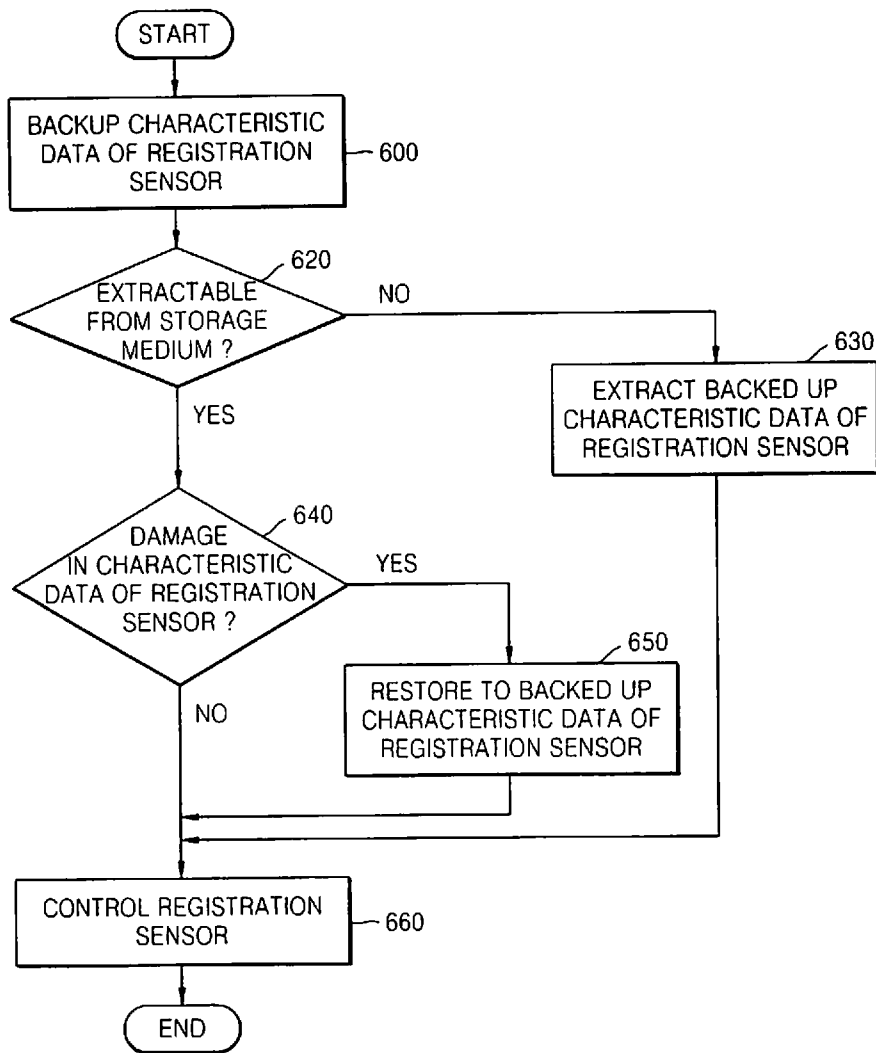 START
BACKUP CHARACTERISTIC
DATA OF REGISTRATION
SENSOR
600
620
EXTRACTABLE
FROM STORAGE
MEDIUM ?
NO
YES
630
EXTRACT BACKED UP
CHARACTERISTIC DATA OF
REGISTRATION SENSOR
640
DAMAGE
IN CHARACTERISTIC
DATA OF REGISTRATION
SENSOR ?
YES
NO
650
RESTORE TO BACKED UP
CHARACTERISTIC DATA OF
REGISTRATION SENSOR
CONTROL REGISTRATION
SENSOR
660
END